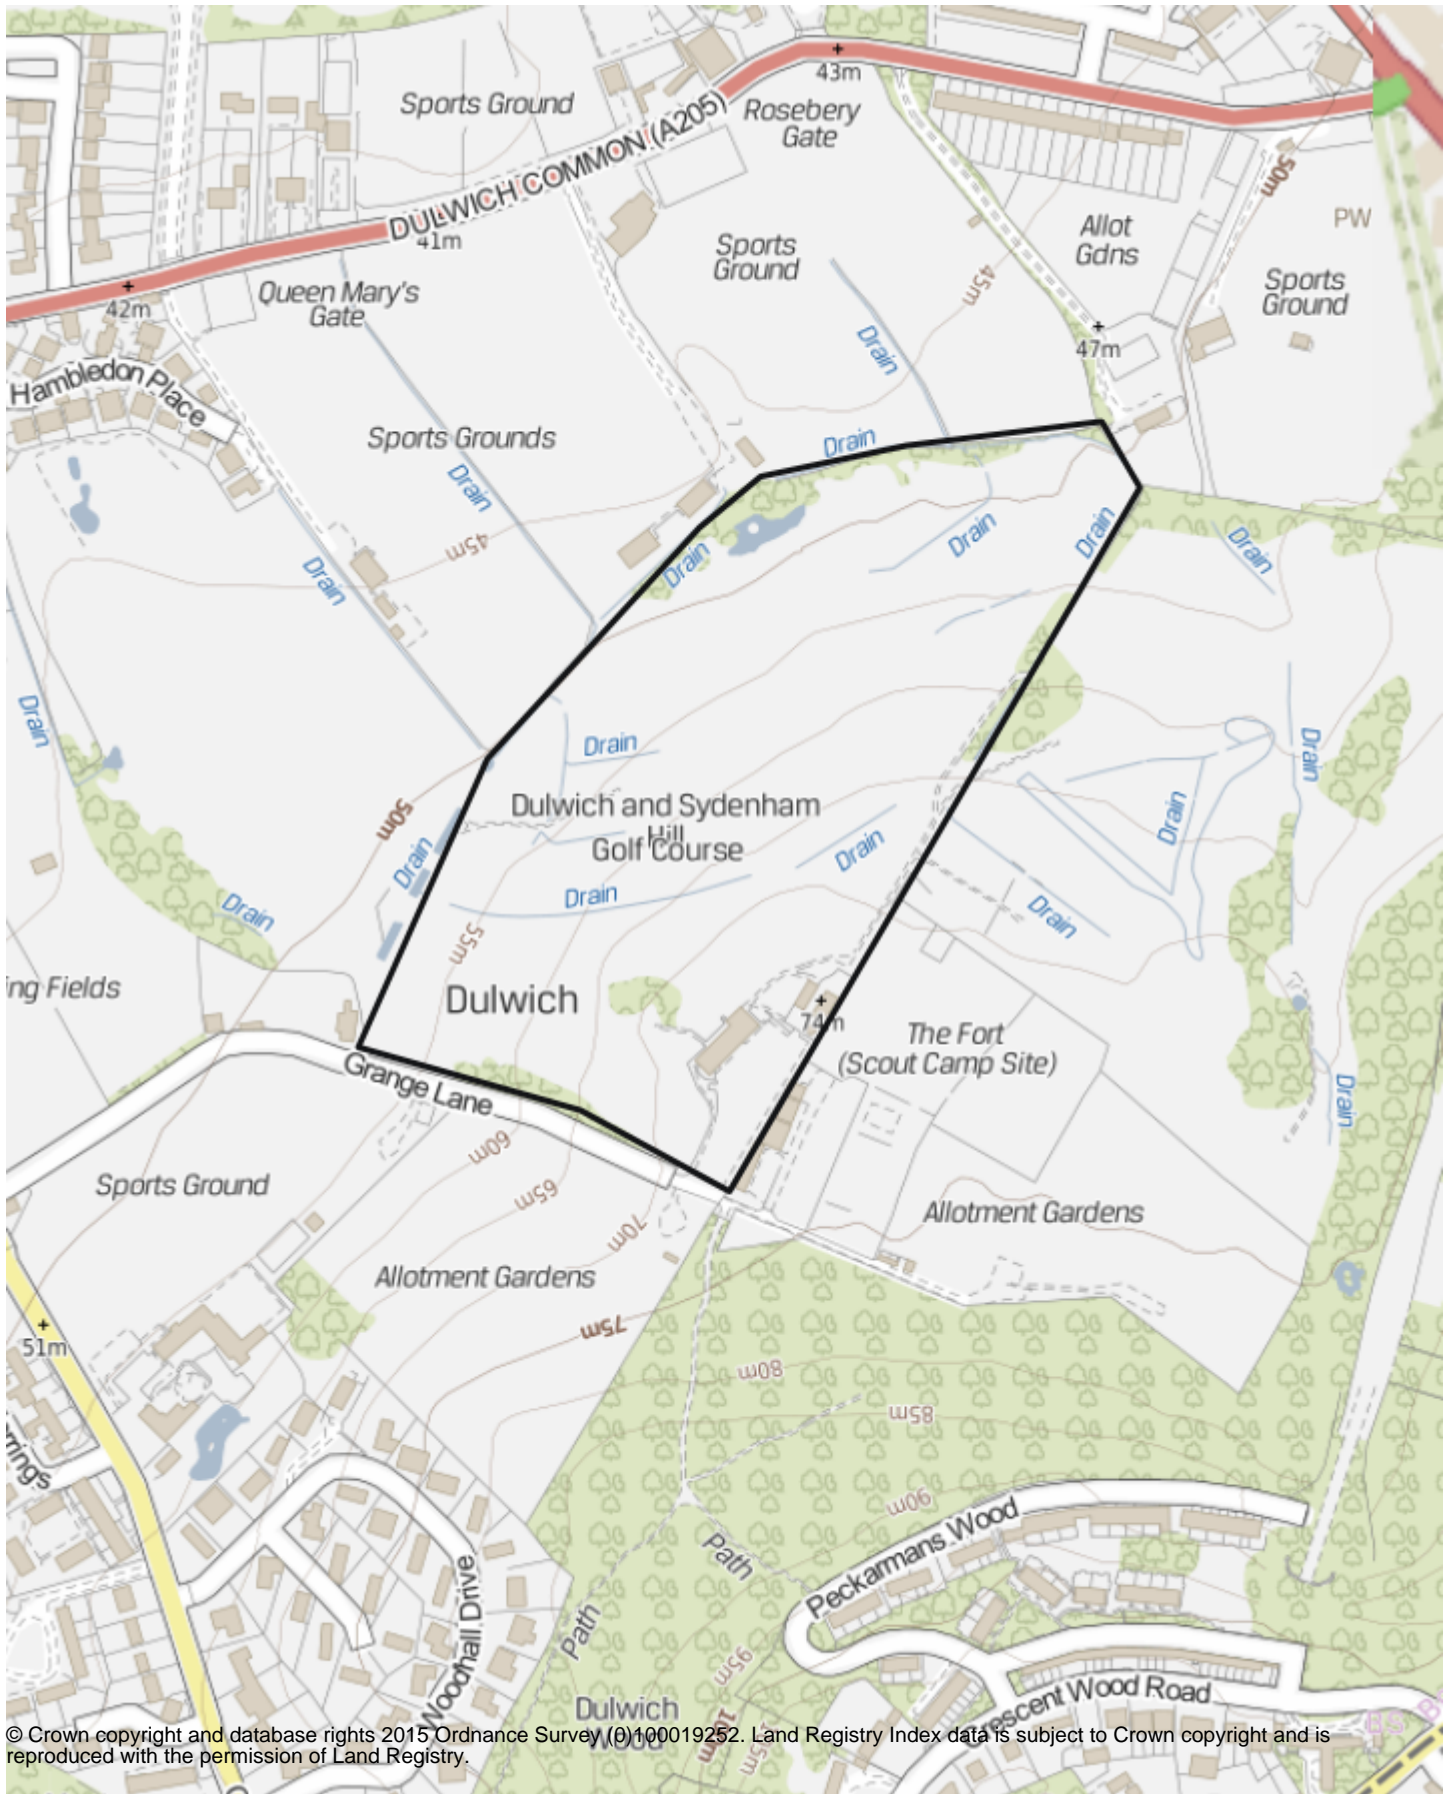 43m
Sports Ground
Rosebery
Gate
DULWICH COMMON (A205)
41m
50m
PW
Allot
Gdns
Sports
Ground
Sports
Ground
45m
Queen Mary's
Gate
42m
47m
Drain
Hambledon Place
Sports Grounds
Drain
Drain
45m
Drain
Drain
Drain
Drain
Drain
Drain
Drain
Drain
Drain
Dulwich and Sydenham
Hill
Golf Course
50m
Drain
Drain
Drain
Drain
Drain
Drain
55m
ing Fields
Dulwich
74m
The Fort
(Scout Camp Site)
Grange Lane
Drain
60m
Sports Ground
65m
70m
Allotment Gardens
Allotment Gardens
75m
51m
80m
85m
rrings
90m
Peckarmans Wood
Path
Path
Woodhall Drive
95m
Crescent Wood Road
Dulwich
Wood
BS
© Crown copyright and database rights 2015 Ordnance Survey (0)100019252. Land Registry Index data is subject to Crown copyright and is
reproduced with the permission of Land Registry.